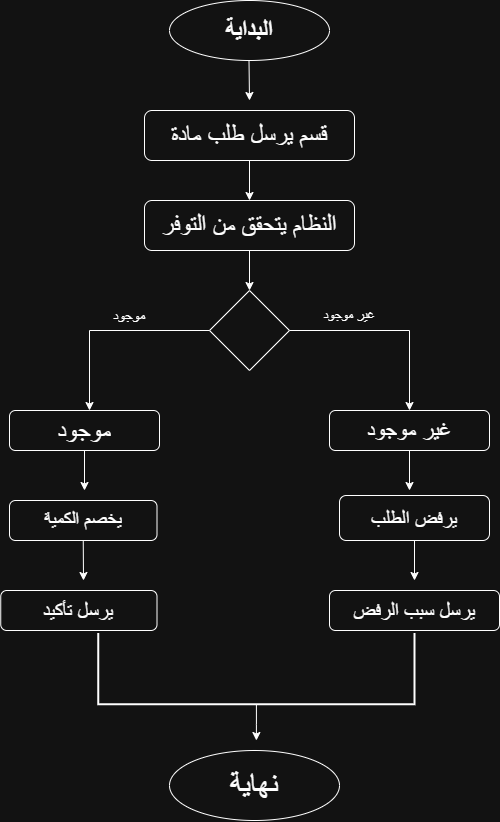 البداية
قسم يرسل طلب مادة
النظام يتحقق من التوفر
غير موجود
موجود
غير موجود
موجود
يرفض الطلب
يخصم الكمية
يرسل سبب الرفض
يرسل تأكيد
نهاية